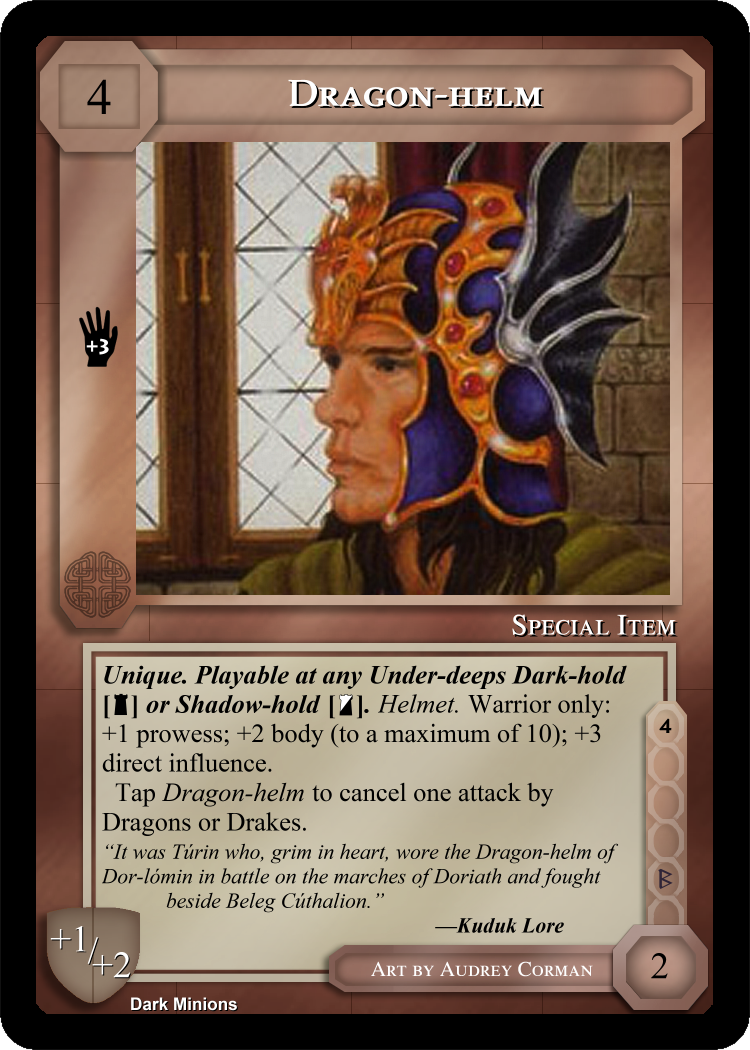 4
DRAGON-HELM
+3
SPECIAL ITEM
Unique. Playable at any Under-deeps Dark-hold
[] or Shadow-hold []. Helmet. Warrior only:
+1 prowess; +2 body (to a maximum of 10); +3
direct influence.
Tap Dragon-helm to cancel one attack by
Dragons or Drakes.
“It was Túrin who, grim in heart, wore the Dragon-helm of
Dor-lómin in battle on the marches of Doriath and fought
beside Beleg Cúthalion.”
—Kuduk Lore
4
ᛒ
+1/+2
ART BY AUDREY CORMAN
2
Dark Minions